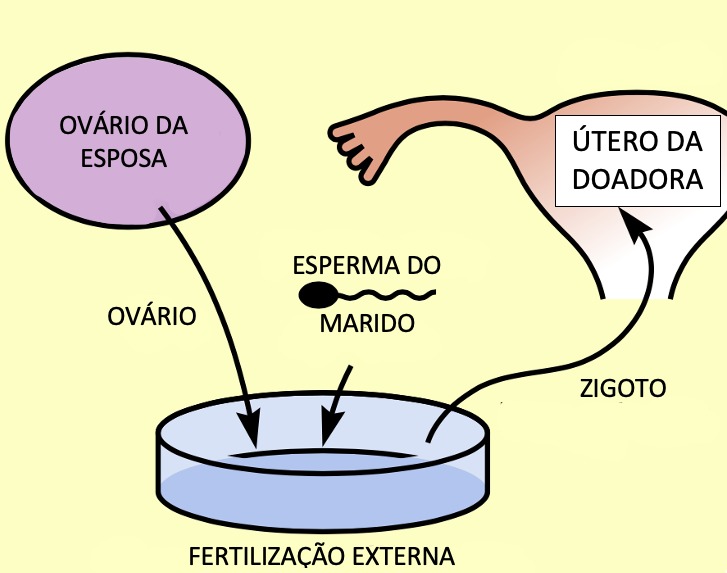 OVÁRIO DA
ESPOSA
ÚTERO DA
DOADORA
ESPERMA DO
MARIDO
OVÁRIO
ZIGOTO
FERTILIZAÇÃO EXTERNA